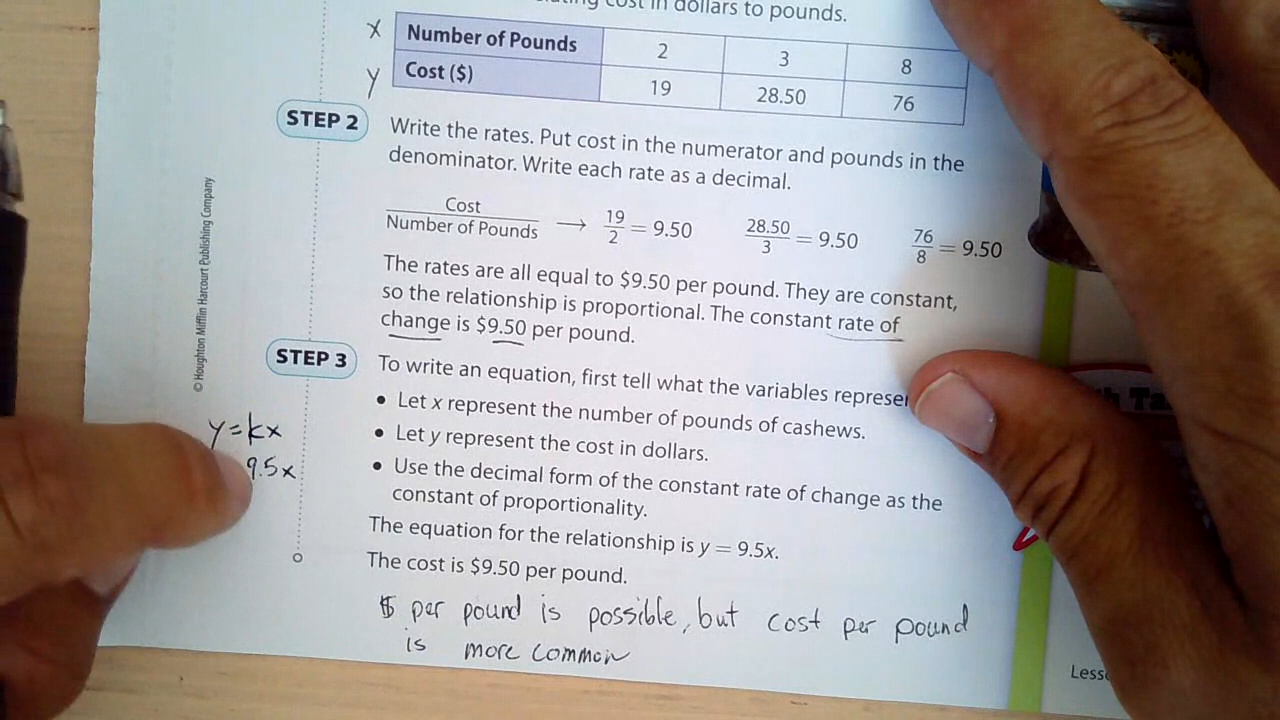 cost in dollars to pounds.
x Number of Pounds 2 3 8
y Cost ($) 19 28.50 76
STEP 2
Write the rates. Put cost in the numerator and pounds in the
denominator. Write each rate as a decimal.
Cost / Number of Pounds → 19/2 = 9.50 28.50/3 = 9.50 76/8 = 9.50
The rates are all equal to $9.50 per pound. They are constant,
so the relationship is proportional. The constant rate of
change is $9.50 per pound.
STEP 3
To write an equation, first tell what the variables
• Let x represent the number of pounds of cashews.
• Let y represent the cost in dollars.
• Use the decimal form of the constant rate of change as the
constant of proportionality.
The equation for the relationship is y = 9.5x.
The cost is $9.50 per pound.
$ per pound is possible, but cost per pound
is more common
y=kx
9.5x
© Houghton Mifflin Harcourt Publishing Company